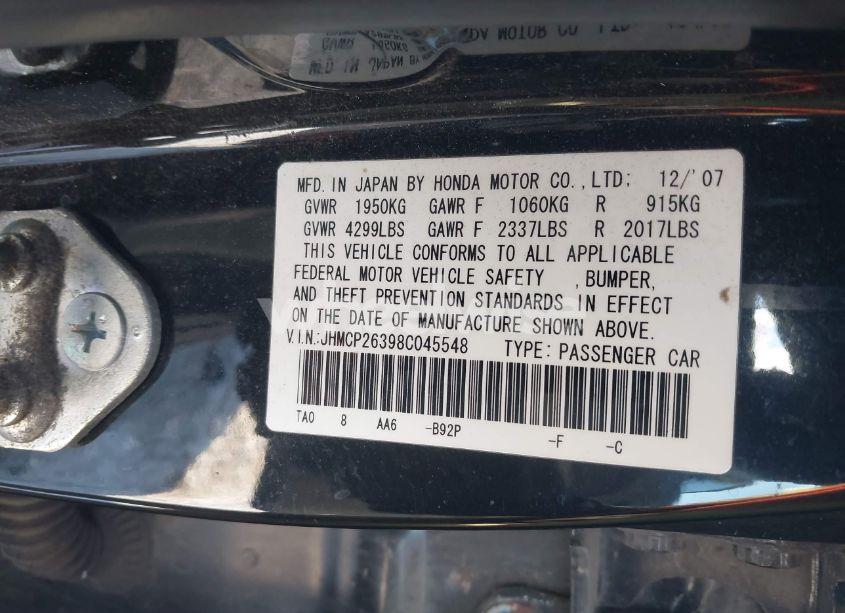 MFD. IN JAPAN BY HONDA MOTOR CO., LTD; 12/'07
GVWR 1950KG GAWR F 1060KG R 915KG
GVWR 4299LBS GAWR F 2337LBS R 2017LBS
THIS VEHICLE CONFORMS TO ALL APPLICABLE
FEDERAL MOTOR VEHICLE SAFETY , BUMPER,
AND THEFT PREVENTION STANDARDS IN EFFECT
ON THE DATE OF MANUFACTURE SHOWN ABOVE.
V.I.N.:JHMCP26398C045548 TYPE: PASSENGER CAR
TA0 8 AA6 -B92P -F -C